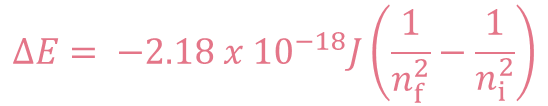 ΔE = −2.18 x 10⁻¹⁸J (1/n_f² − 1/n_i²)